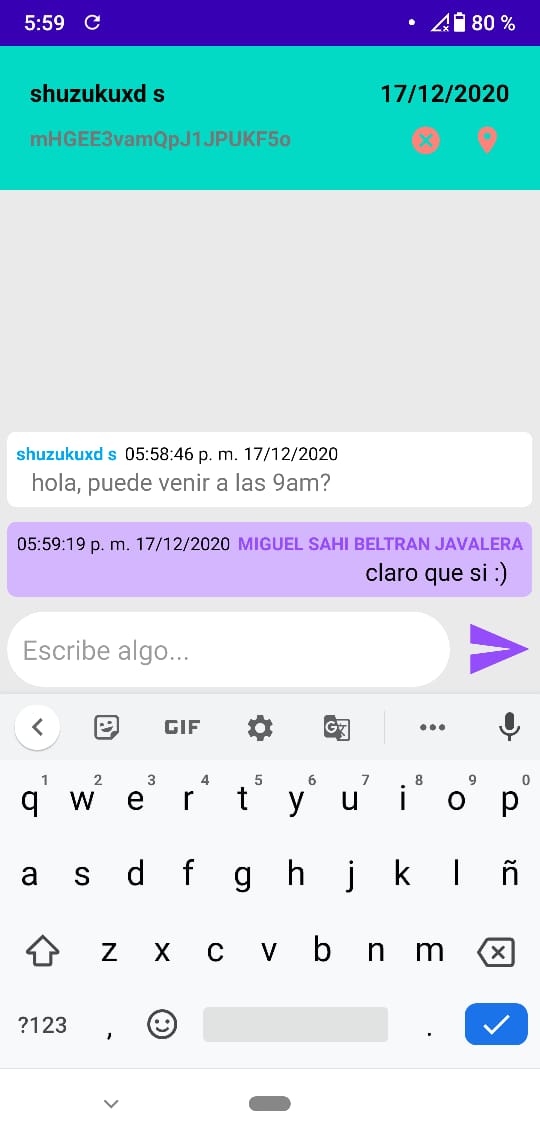 5:59 80 %
shuzukuxd s 17/12/2020
mHGEE3vamQpJ1JPUKF5o
shuzukuxd s 05:58:46 p. m. 17/12/2020
hola, puede venir a las 9am?
05:59:19 p. m. 17/12/2020 MIGUEL SAHI BELTRAN JAVALERA
claro que si :)
Escribe algo...
GIF G
1 2 3 4 5 6 7 8 9 0
q w e r t y u i o p
a s d f g h j k l ñ
z x c v b n m
?123 , .